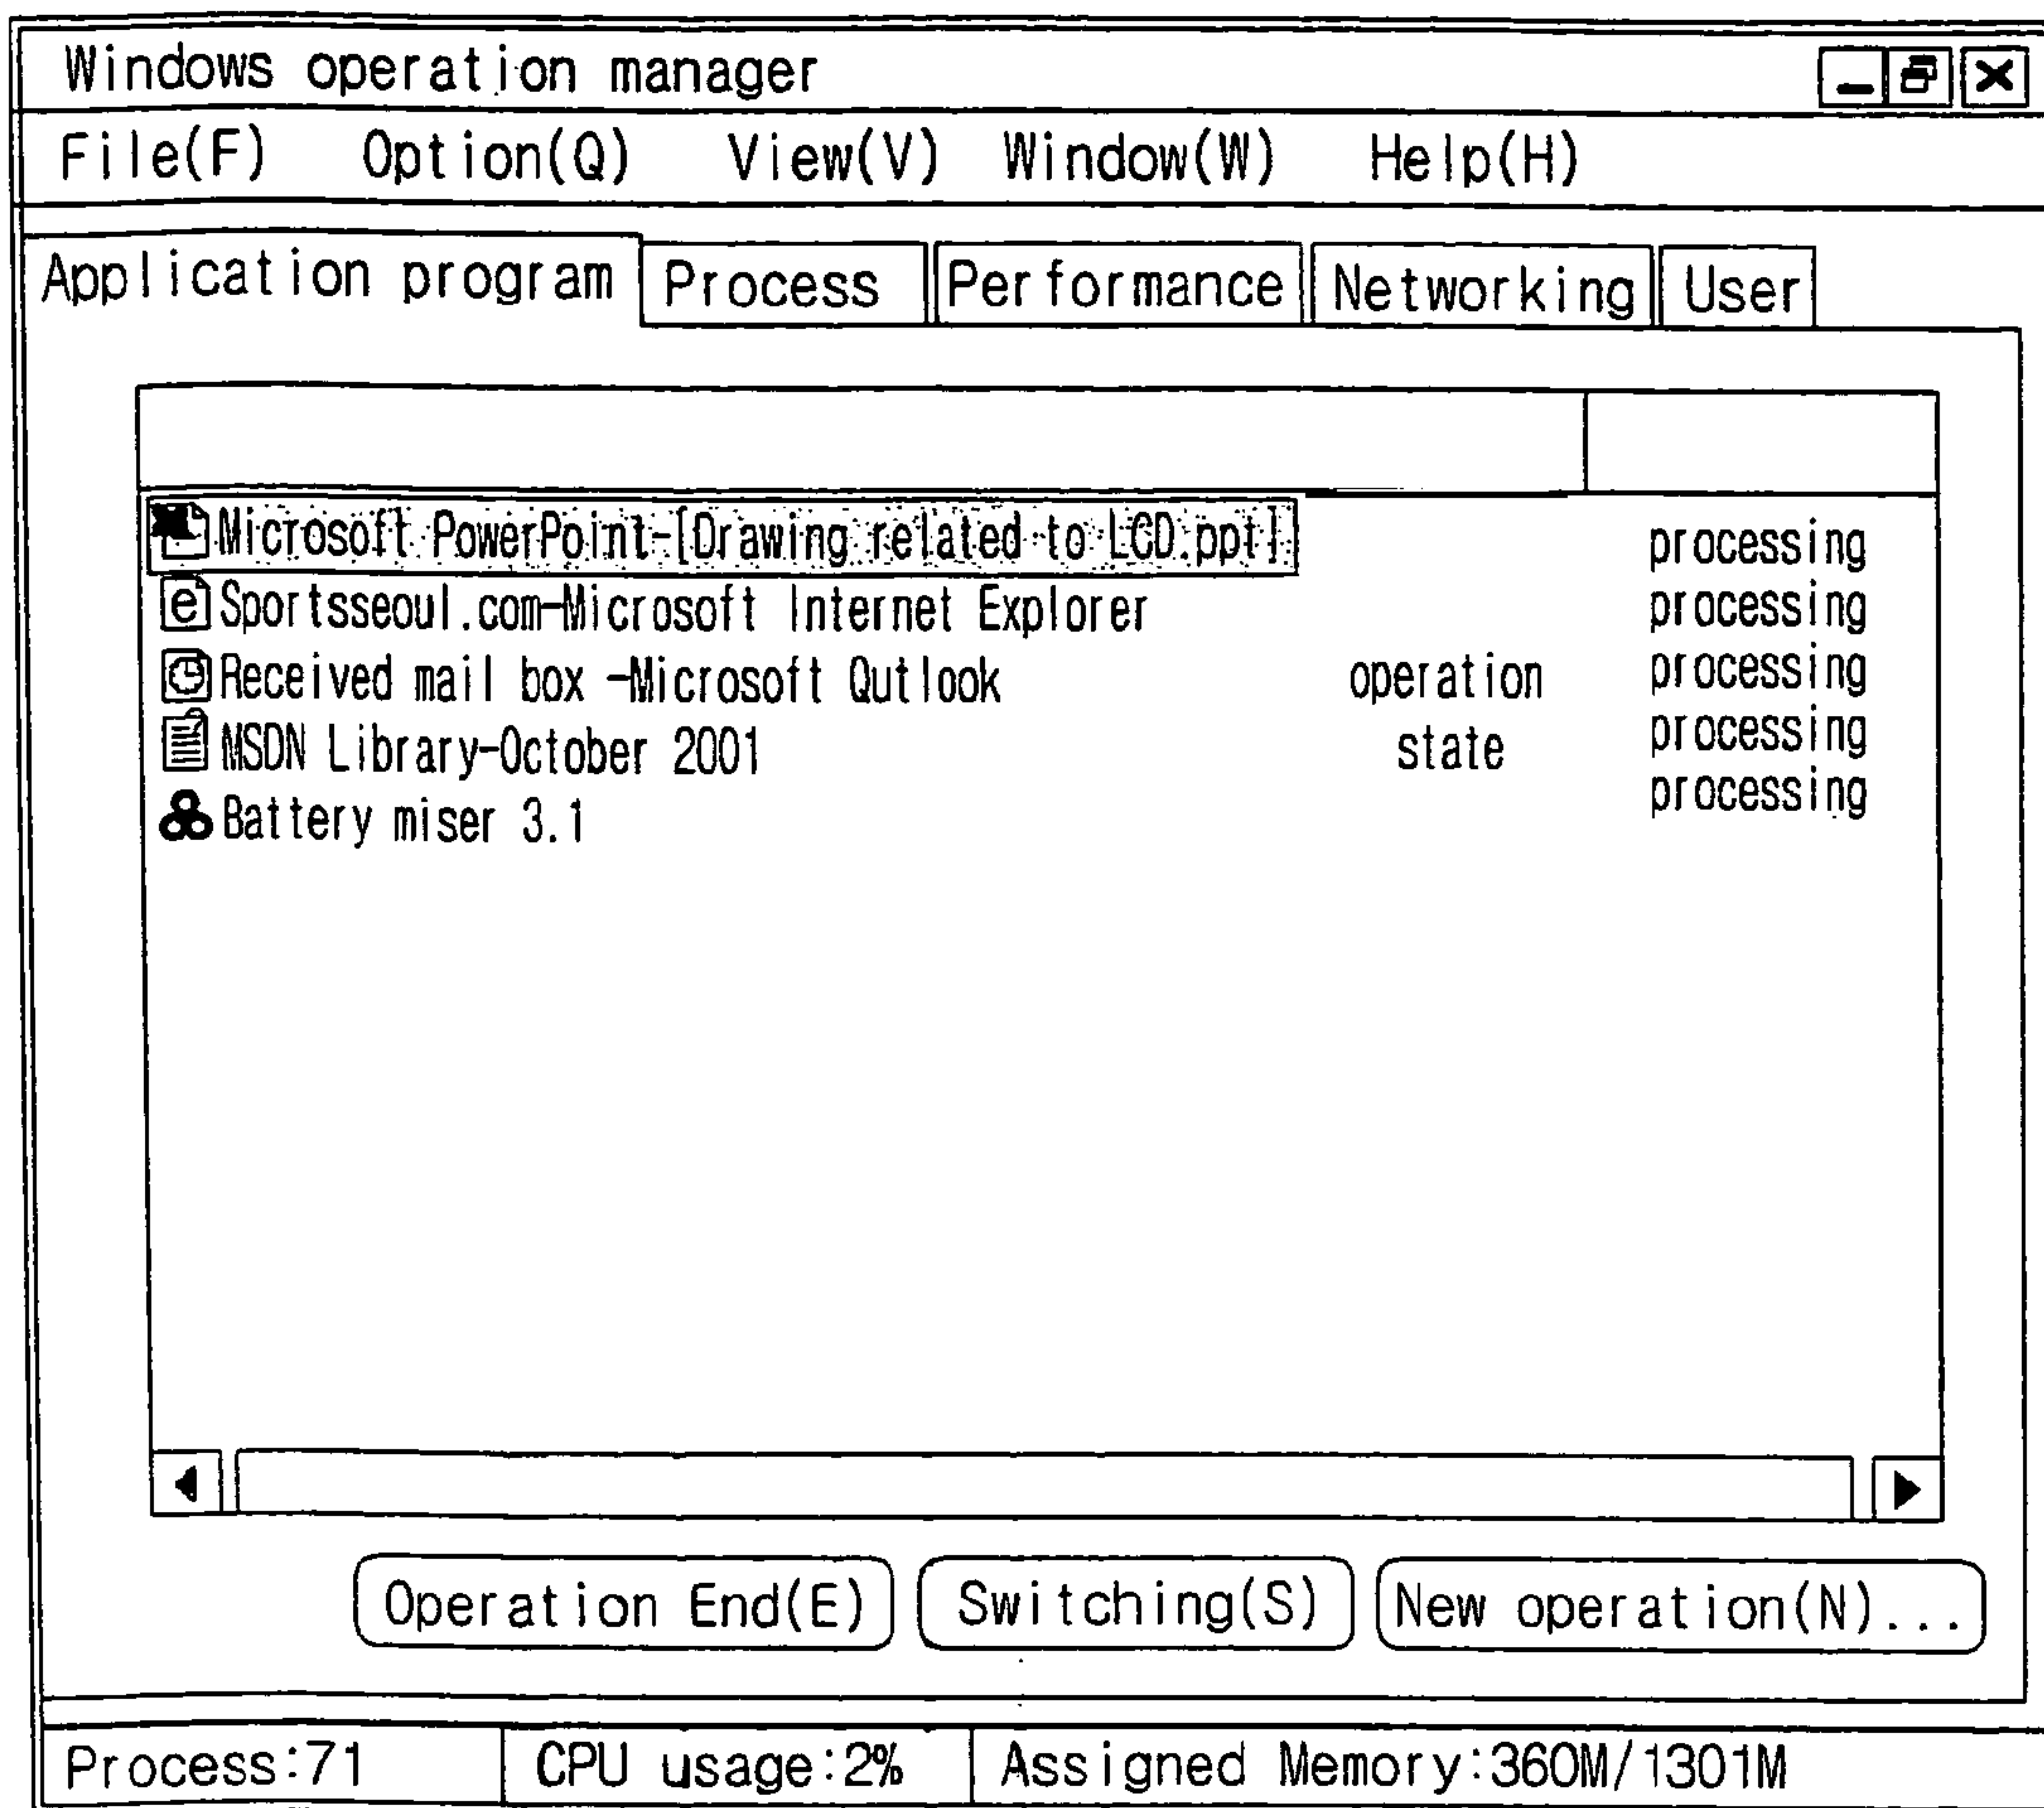 Windows operation manager
File(F) Option(Q) View(V) Window(W) Help(H)
Application program Process Performance Networking User
Microsoft PowerPoint-[Drawing related to LCD.ppt] processing
Sportsseoul.com-Microsoft Internet Explorer processing
Received mail box -Microsoft Qutlook operation processing
MSDN Library-October 2001 state processing
Battery miser 3.1 processing
Operation End(E) Switching(S) New operation(N)...
Process:71 CPU usage:2% Assigned Memory:360M/1301M